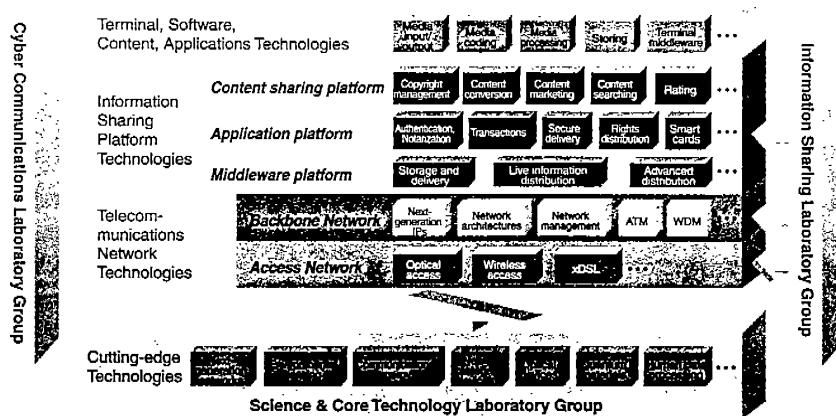 Cyber Communications Laboratory Group
Terminal, Software,
Content, Applications Technologies
Media
input/
output
Media
coding
Media
processing
Storing
Terminal
middleware
Information
Sharing
Platform
Technologies
Content sharing platform
Copyright
management
Content
conversion
Content
marketing
Content
searching
Rating
Application platform
Authentication,
Notarization
Transactions
Secure
delivery
Rights
distribution
Smart
cards
Middleware platform
Storage and
delivery
Live information
distribution
Advanced
distribution
Telecom-
munications
Network
Technologies
Backbone Network
Next-
generation
IPs
Network
architectures
Network
management
ATM
WDM
Access Network
Optical
access
Wireless
access
xDSL
Information Sharing Laboratory Group
Cutting-edge
Technologies
Science & Core Technology Laboratory Group